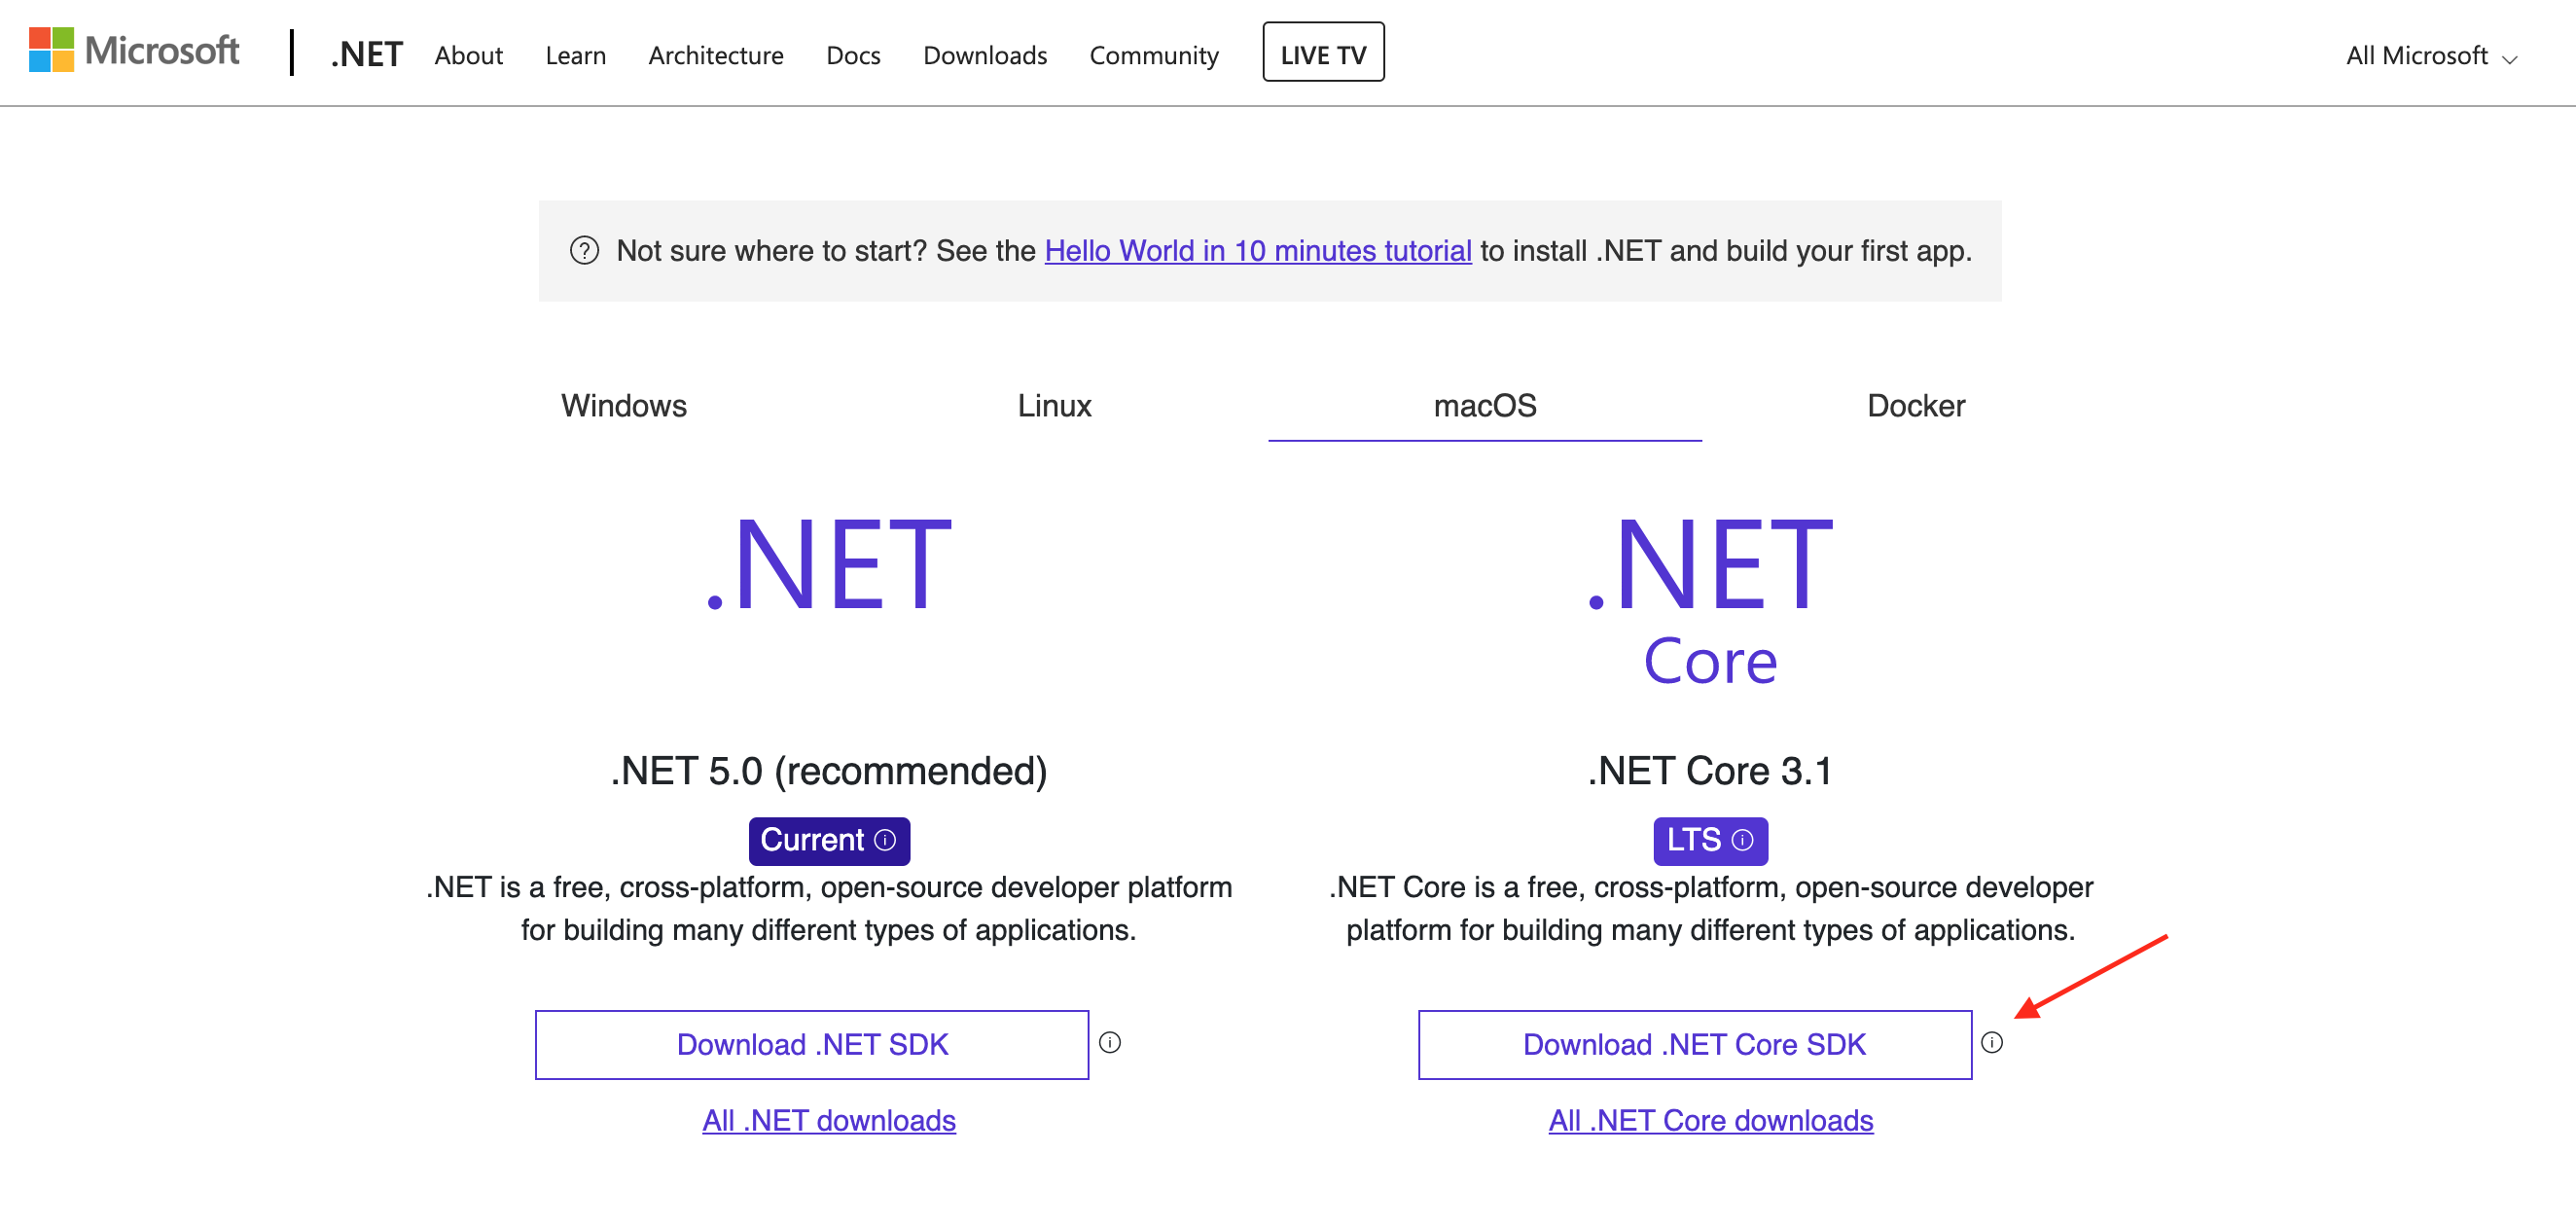 Microsoft .NET About Learn Architecture Docs Downloads Community LIVE TV All Microsoft
Not sure where to start? See the Hello World in 10 minutes tutorial to install .NET and build your first app.
Windows Linux macOS Docker
.NET
.NET
Core
.NET 5.0 (recommended)
Current
.NET is a free, cross-platform, open-source developer platform
for building many different types of applications.
Download .NET SDK
All .NET downloads
.NET Core 3.1
LTS
.NET Core is a free, cross-platform, open-source developer
platform for building many different types of applications.
Download .NET Core SDK
All .NET Core downloads